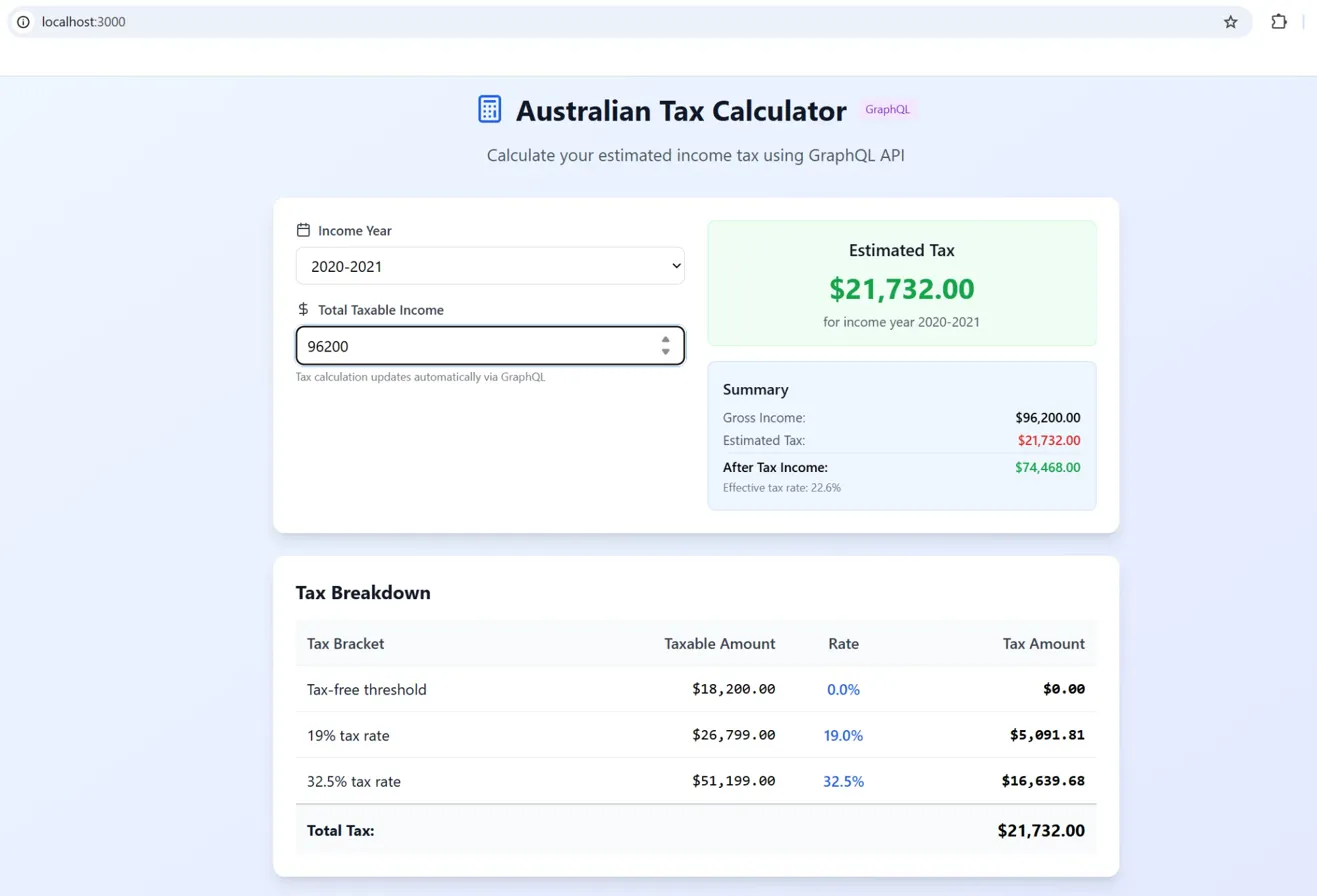 localhost:3000
Australian Tax Calculator GraphQL
Calculate your estimated income tax using GraphQL API
Income Year
2020-2021
Total Taxable Income
96200
Tax calculation updates automatically via GraphQL
Estimated Tax
$21,732.00
for income year 2020-2021
Summary
Gross Income: $96,200.00
Estimated Tax: $21,732.00
After Tax Income: $74,468.00
Effective tax rate: 22.6%
Tax Breakdown
Tax Bracket Taxable Amount Rate Tax Amount
Tax-free threshold $18,200.00 0.0% $0.00
19% tax rate $26,799.00 19.0% $5,091.81
32.5% tax rate $51,199.00 32.5% $16,639.68
Total Tax: $21,732.00